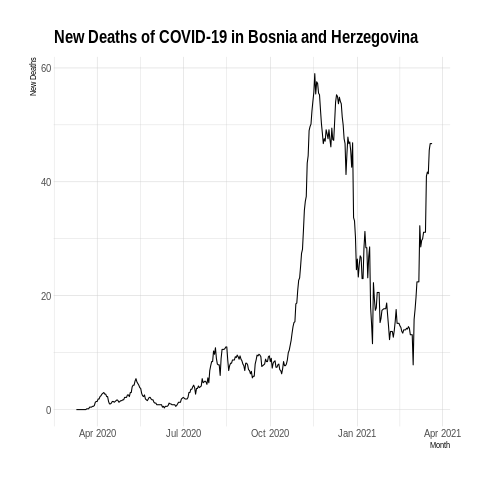 New Deaths of COVID-19 in Bosnia and Herzegovina
New Deaths
60
40
20
0
Apr 2020
Jul 2020
Oct 2020
Jan 2021
Apr 2021
Month